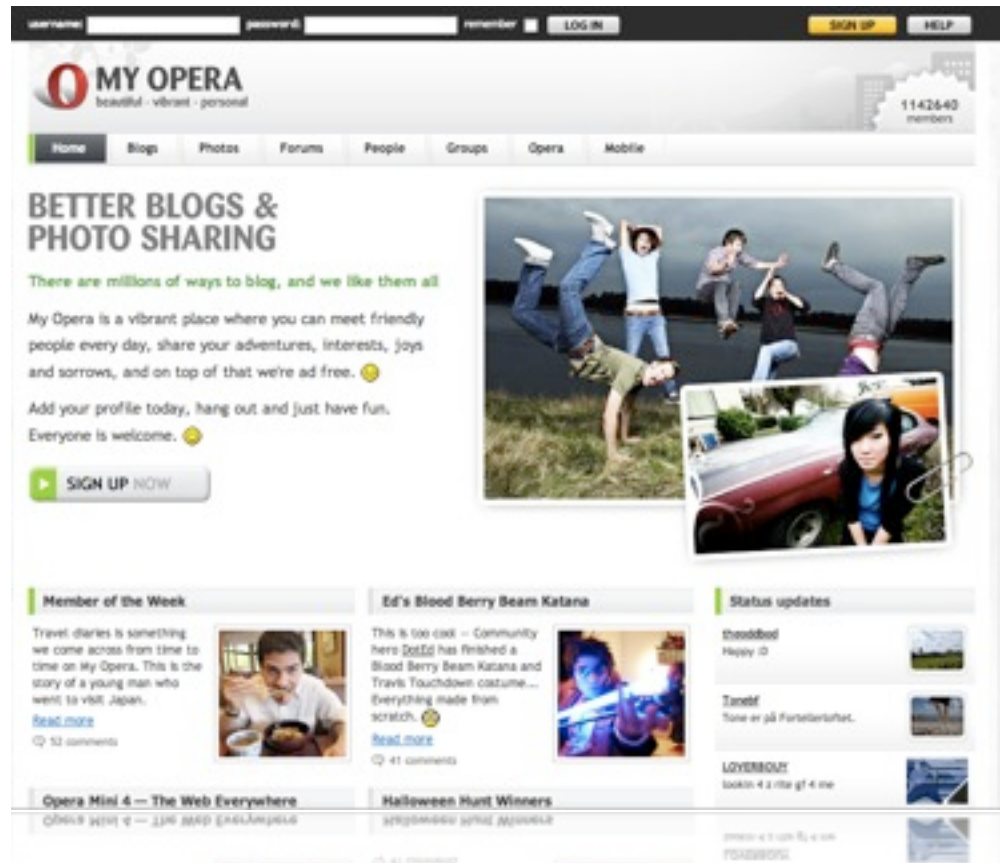 username: password: remember LOG IN SIGN UP HELP
MY OPERA
beautiful - vibrant - personal
1142640
members
Home Blogs Photos Forums People Groups Opera Mobile
BETTER BLOGS &
PHOTO SHARING
There are millions of ways to blog, and we like them all
My Opera is a vibrant place where you can meet friendly
people every day, share your adventures, interests, joys
and sorrows, and on top of that we're ad free.
Add your profile today, hang out and just have fun.
Everyone is welcome.
SIGN UP NOW
Member of the Week
Travel diaries is something
we come across from time to
time on My Opera. This is the
story of a young man who
went to visit Japan.
Read more
52 comments
Ed's Blood Berry Beam Katana
This is too cool — Community
hero DotEd has finished a
Blood Berry Beam Katana and
Travis Touchdown costume...
Everything made from
scratch.
Read more
41 comments
Status updates
theoddbod
Happy :D
Tonebf
Tone er på Fortellerloftet.
LOVERBOUY
lookin 4 z rite gf 4 me
Opera Mini 4 — The Web Everywhere
Halloween Hunt Winners